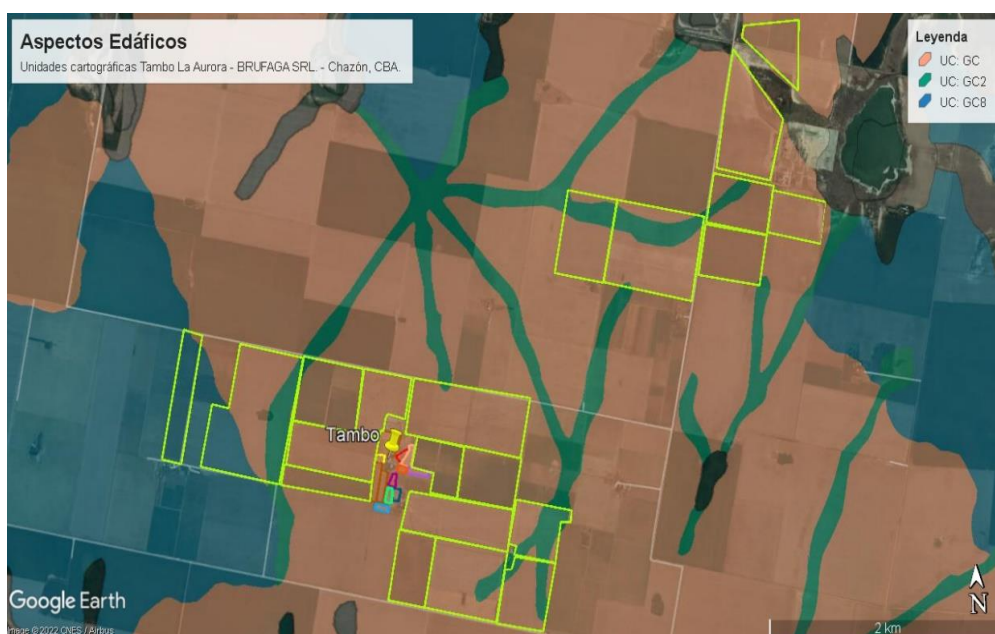 Aspectos Edáficos
Unidades cartográficas Tambo La Aurora - BRUFAGA SRL. - Chazón, CBA.
Leyenda
UC: GC
UC: GC2
UC: GC8
Tambo
Google Earth
Image © 2022 CNES / Airbus
2 km
N